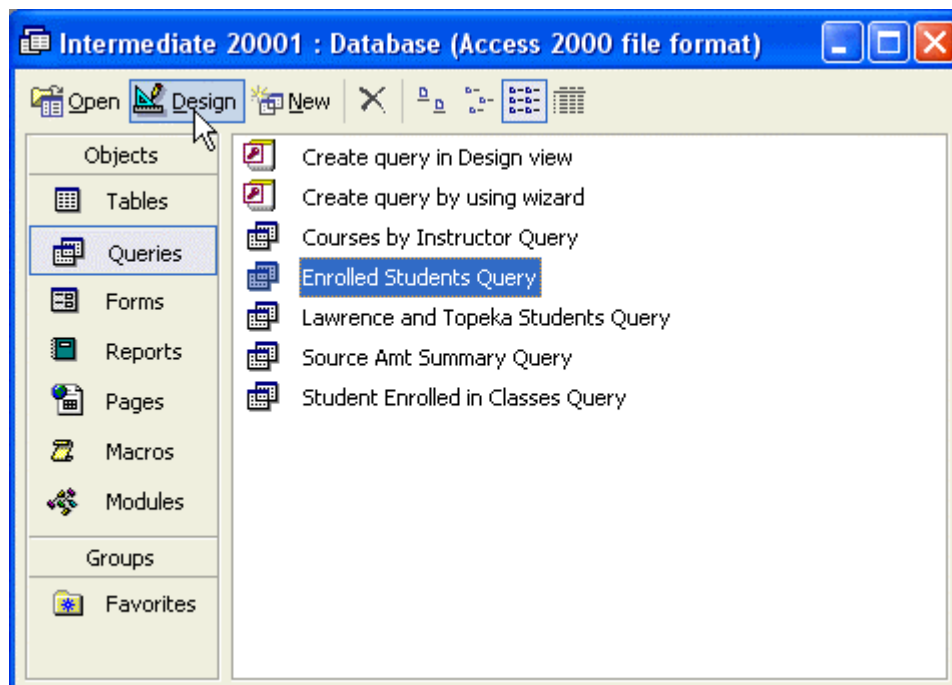 Intermediate 20001 : Database (Access 2000 file format)
Open Design New
Objects
Tables
Queries
Forms
Reports
Pages
Macros
Modules
Groups
Favorites
Create query in Design view
Create query by using wizard
Courses by Instructor Query
Enrolled Students Query
Lawrence and Topeka Students Query
Source Amt Summary Query
Student Enrolled in Classes Query